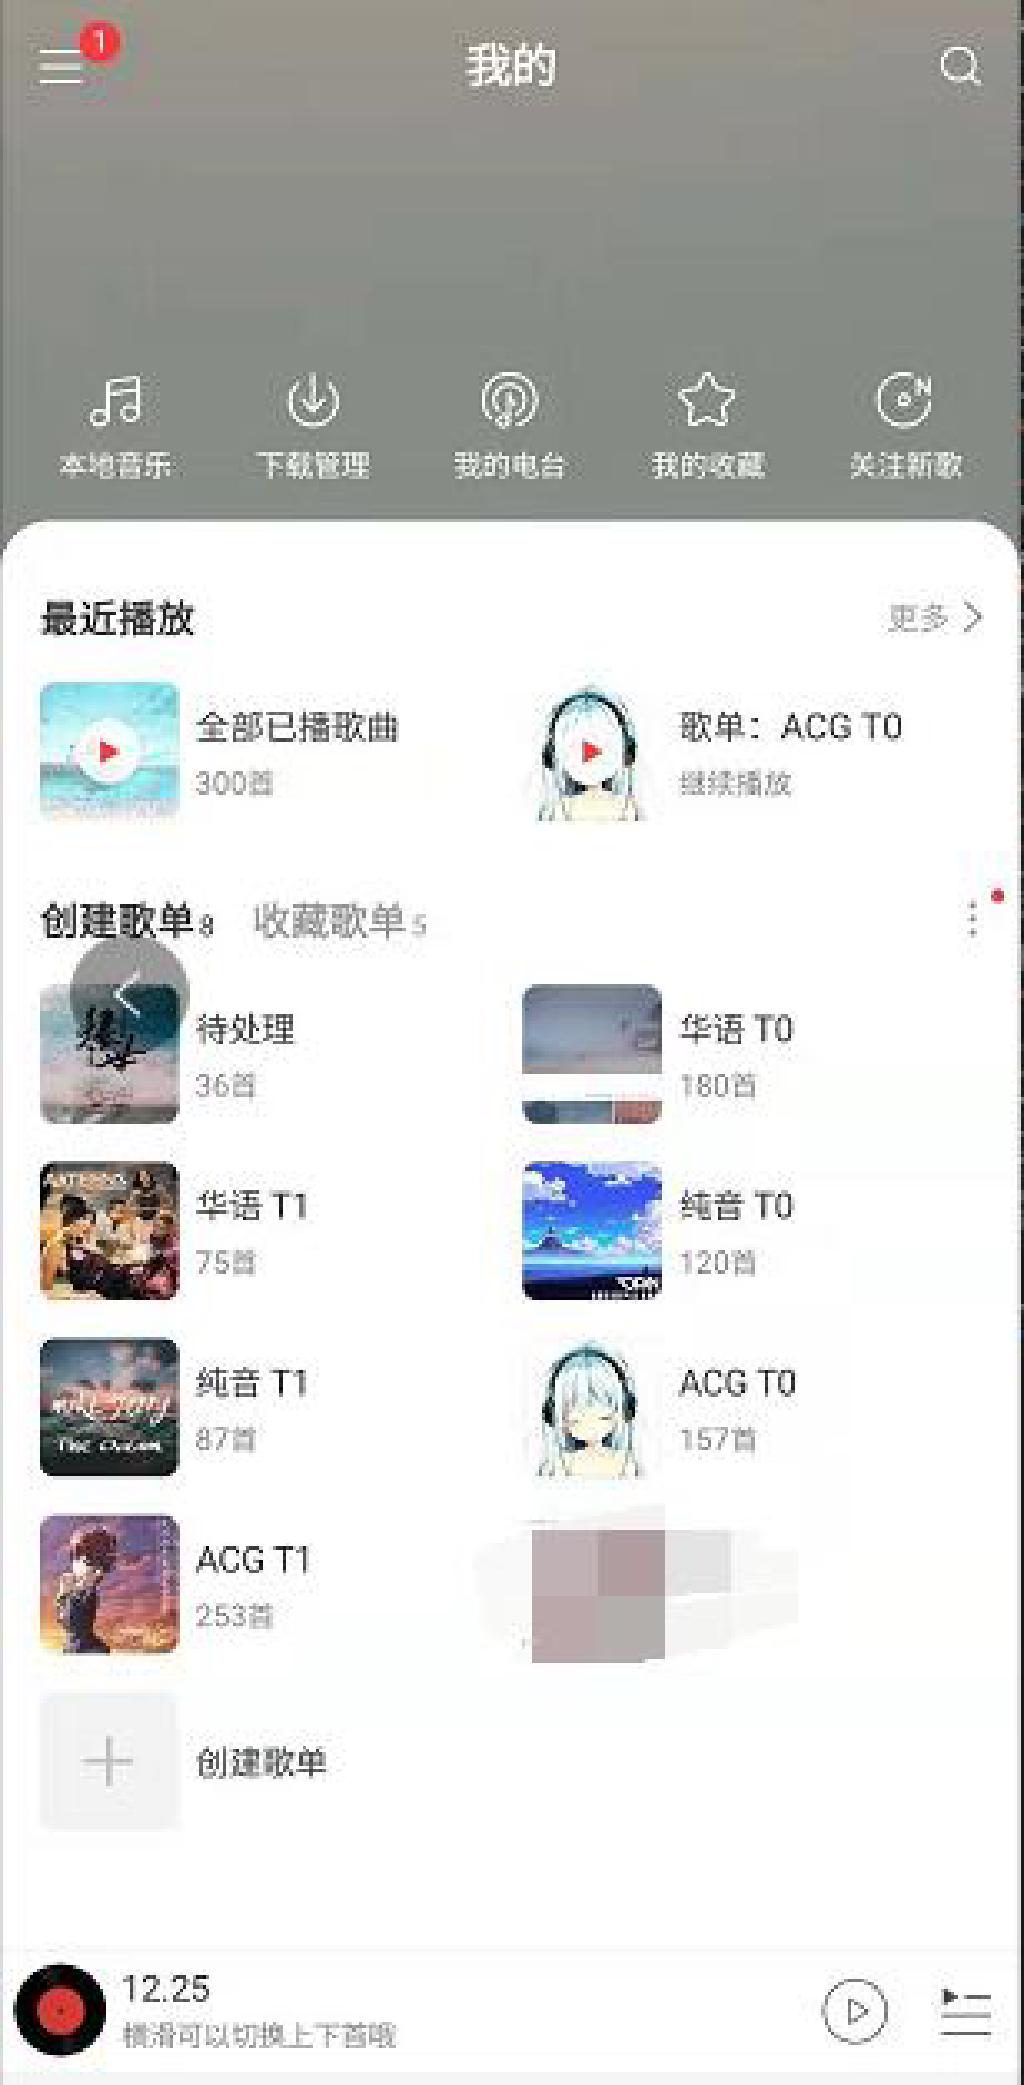 1
我的
本地音乐
下载管理
我的电台
我的收藏
关注新歌
最近播放
更多
全部已播歌曲
300首
歌单：ACG T0
继续播放
创建歌单8
收藏歌单5
待处理
36首
华语 T0
180首
华语 T1
75首
纯音 T0
120首
纯音 T1
87首
ACG T0
157首
ACG T1
253首
创建歌单
12.25
横滑可以切换上下首哦